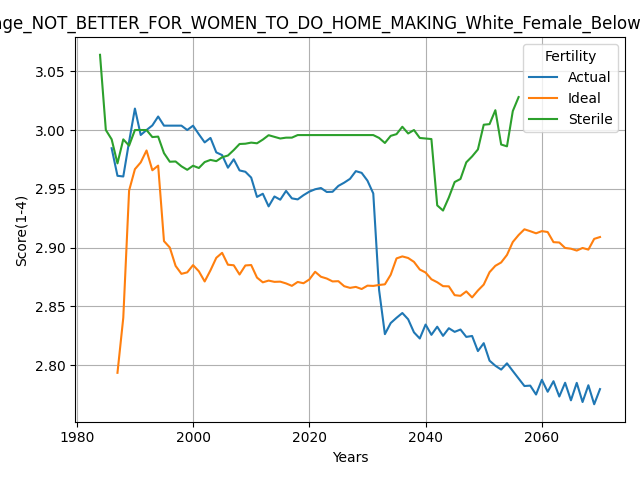 age_NOT_BETTER_FOR_WOMEN_TO_DO_HOME_MAKING_White_Female_Below
Fertility
Actual
Ideal
Sterile
3.05
3.00
2.95
2.90
2.85
2.80
Score(1-4)
1980
2000
2020
2040
2060
Years